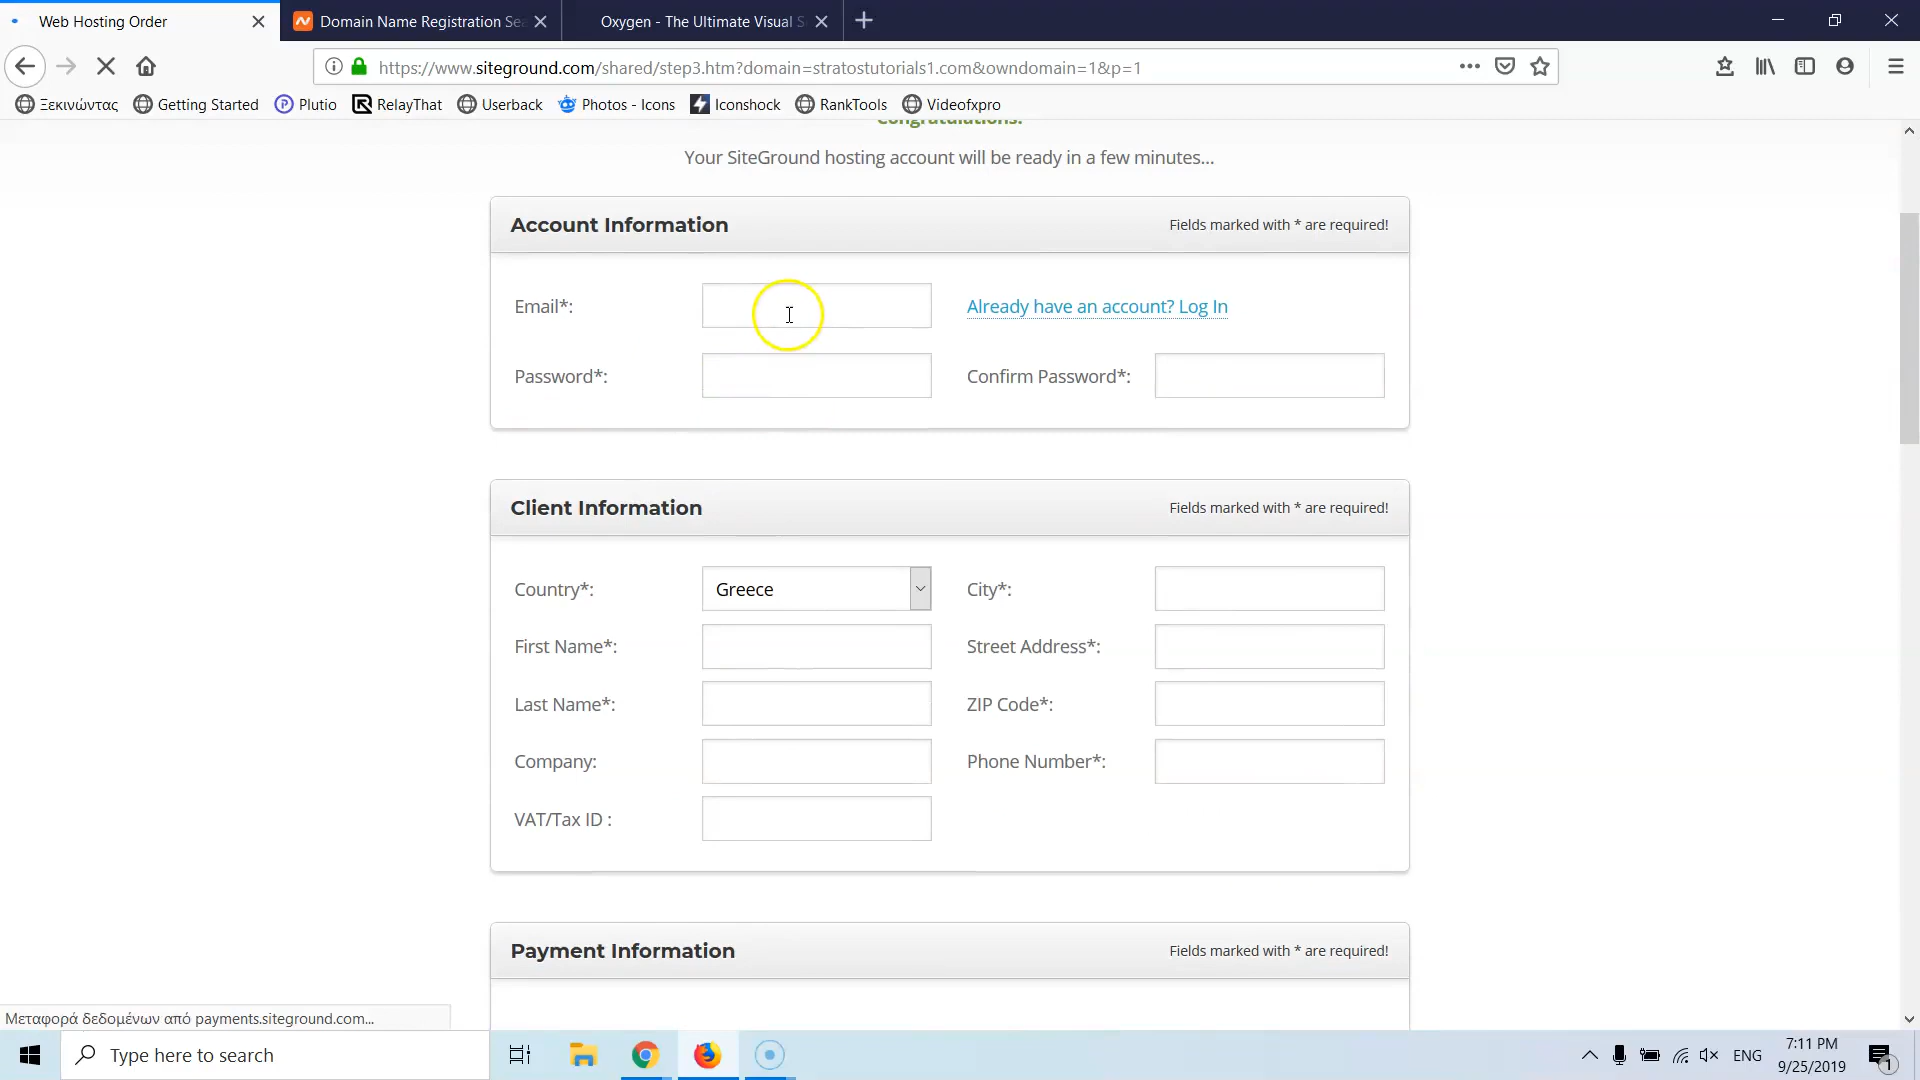 Web Hosting Order
Domain Name Registration Sea
Oxygen - The Ultimate Visual S
https://www.siteground.com/shared/step3.htm?domain=stratostutorials1.com&owndomain=1&p=1
Ξεκινώντας
Getting Started
Plutio
RelayThat
Userback
Photos - Icons
Iconshock
RankTools
Videofxpro
Congratulations!
Your SiteGround hosting account will be ready in a few minutes...
Account Information
Fields marked with * are required!
Email*:
Already have an account? Log In
Password*:
Confirm Password*:
Client Information
Fields marked with * are required!
Country*:
Greece
City*:
First Name*:
Street Address*:
Last Name*:
ZIP Code*:
Company:
Phone Number*:
VAT/Tax ID :
Payment Information
Fields marked with * are required!
Μεταφορά δεδομένων από payments.siteground.com...
Type here to search
ENG
7:11 PM
9/25/2019
1